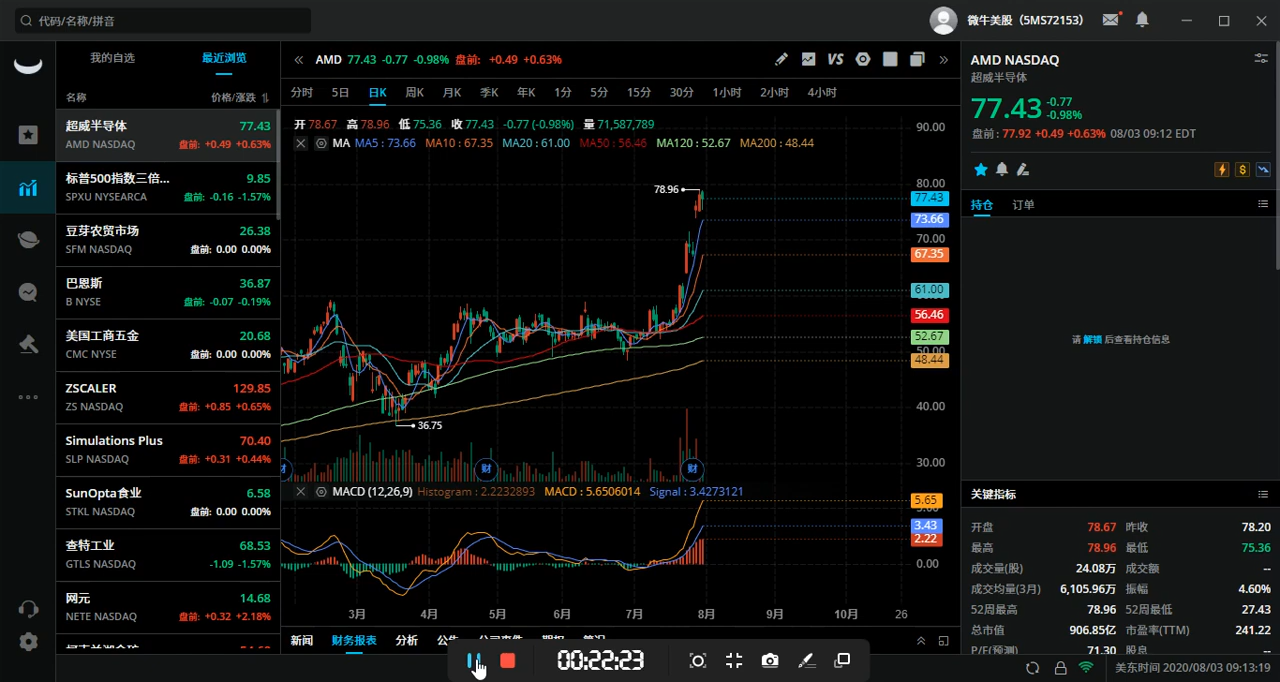 代码/名称/拼音
微牛美股（5MS72153）
我的自选 最近浏览
名称 价格/涨跌
超威半导体 77.43
AMD NASDAQ 盘前: +0.49 +0.63%
标普500指数三倍... 9.85
SPXU NYSEARCA 盘前: -0.16 -1.57%
豆芽农贸市场 26.38
SFM NASDAQ 盘前: 0.00 0.00%
巴恩斯 36.87
B NYSE 盘前: -0.07 -0.19%
美国工商五金 20.68
CMC NYSE 盘前: 0.00 0.00%
ZSCALER 129.85
ZS NASDAQ 盘前: +0.85 +0.65%
Simulations Plus 70.40
SLP NASDAQ 盘前: +0.31 +0.44%
SunOpta食业 6.58
STKL NASDAQ 盘前: 0.00 0.00%
查特工业 68.53
GTLS NASDAQ -1.09 -1.57%
网元 14.68
NETE NASDAQ 盘前: +0.32 +2.18%
AMD 77.43 -0.77 -0.98% 盘前: +0.49 +0.63%
VS
分时 5日 日K 周K 月K 季K 年K 1分 5分 15分 30分 1小时 2小时 4小时
开 78.67 高 78.96 低 75.36 收 77.43 -0.77 (-0.98%) 量 71,587,789
MA MA5 : 73.66 MA10 : 67.35 MA20 : 61.00 MA50 : 56.46 MA120 : 52.67 MA200 : 48.44
90.00
80.00
78.96
77.43
73.66
70.00
67.35
61.00
56.46
52.67
50.00
48.44
40.00
36.75
30.00
财 财 财
MACD (12,26,9) Histogram : 2.2232893 MACD : 5.6506014 Signal : 3.4273121
5.65
5.00
3.43
2.22
0.00
3月 4月 5月 6月 7月 8月 9月 10月 26
新闻 财务报表 分析
00:22:23
AMD NASDAQ
超威半导体
77.43 -0.77
-0.98%
盘前: 77.92 +0.49 +0.63% 08/03 09:12 EDT
持仓 订单
请 解锁 后查看持仓信息
关键指标
开盘 78.67 昨收 78.20
最高 78.96 最低 75.36
成交量(股) 24.08万 成交额 --
成交均量(3月) 6,105.96万 振幅 4.60%
52周最高 78.96 52周最低 27.43
总市值 906.85亿 市盈率(TTM) 241.22
P/E(预测) 71.30 股息 --
美东时间 2020/08/03 09:13:19